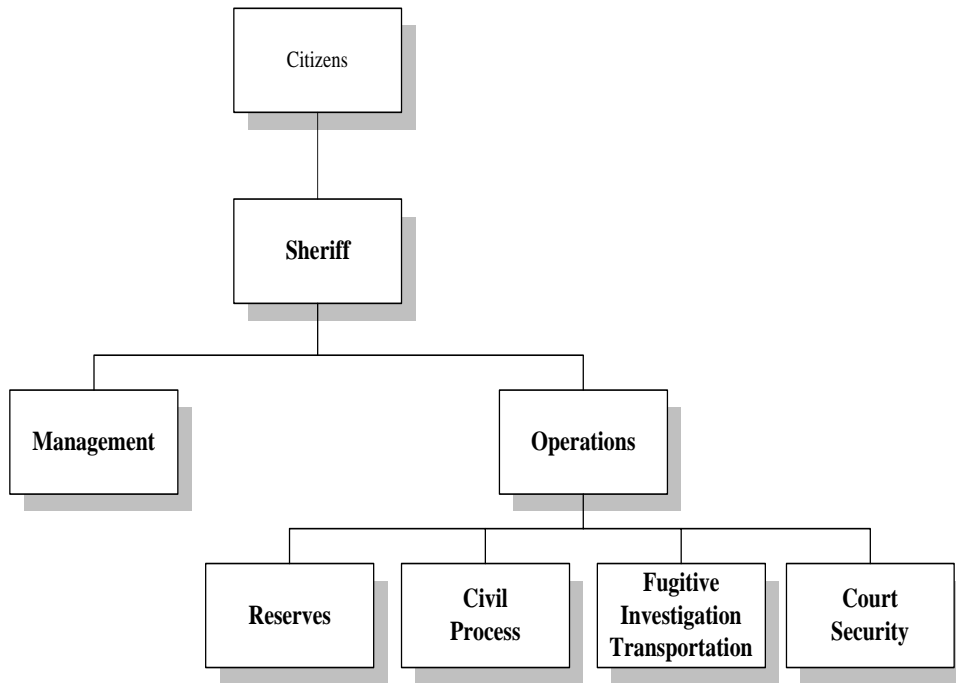 Citizens
Sheriff
Management
Operations
Reserves
Civil
Process
Fugitive
Investigation
Transportation
Court
Security